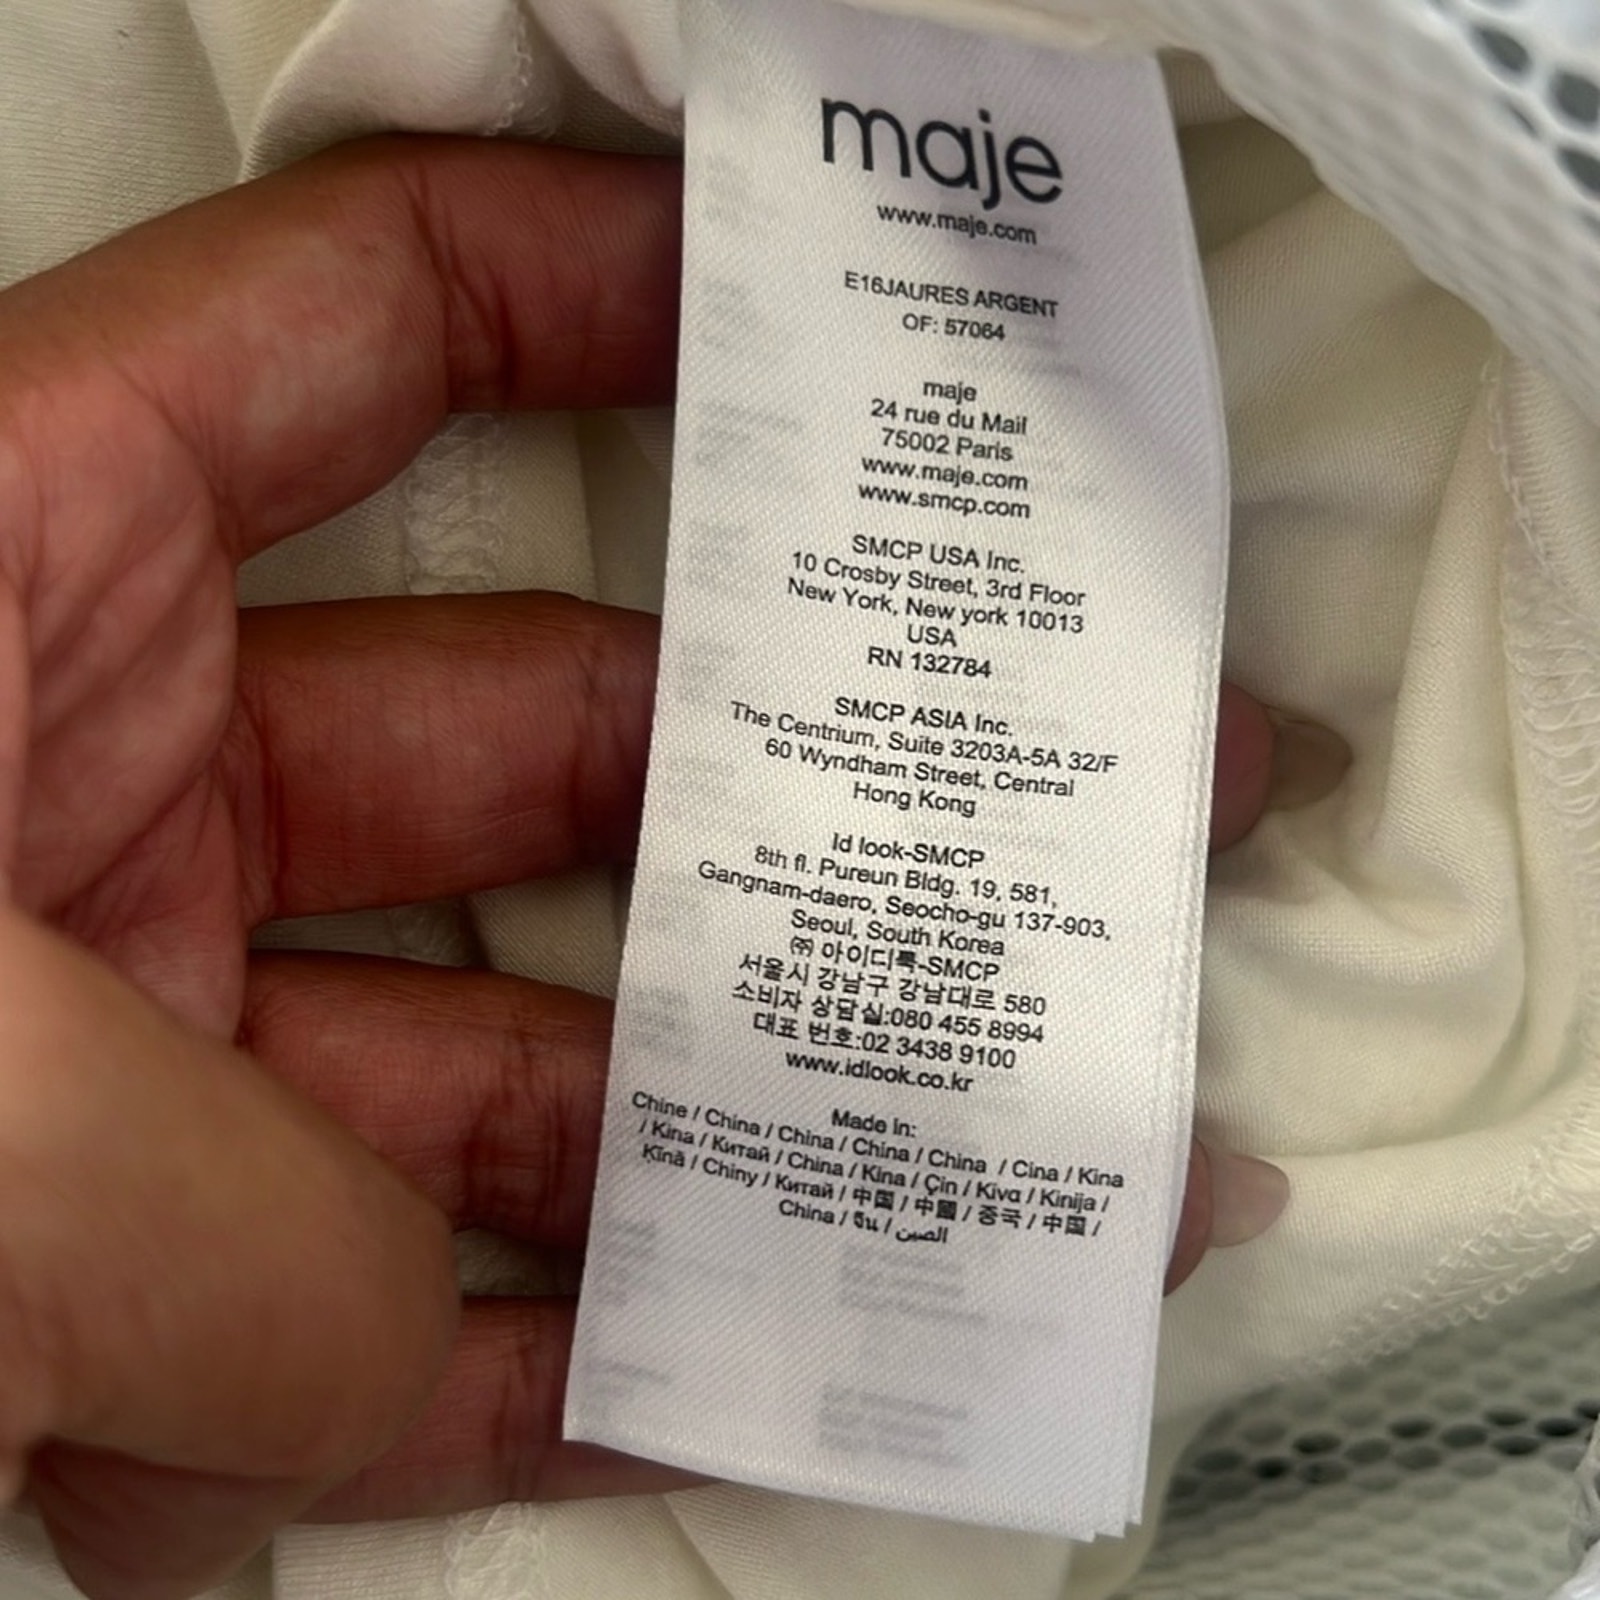 maje
www.maje.com
E16JAURES ARGENT
OF: 57064
maje
24 rue du Mail
75002 Paris
www.maje.com
www.smcp.com
SMCP USA Inc.
10 Crosby Street, 3rd Floor
New York, New york 10013
USA
RN 132784
SMCP ASIA Inc.
The Centrium, Suite 3203A-5A 32/F
60 Wyndham Street, Central
Hong Kong
Id look-SMCP
8th fl. Pureun Bldg. 19, 581,
Gangnam-daero, Seocho-gu 137-903,
Seoul, South Korea
㈜ 아이디룩-SMCP
서울시 강남구 강남대로 580
소비자 상담실:080 455 8994
대표 번호:02 3438 9100
www.idlook.co.kr
Made in:
Chine / China / China / China / China / Cina / Kina
/ Kina / Китай / China / Kina / Çin / Κίνα / Kinija /
Ķīnā / Chiny / Китай / 中国 / 中國 / 중국 / 中国 /
China / จีน / الصين